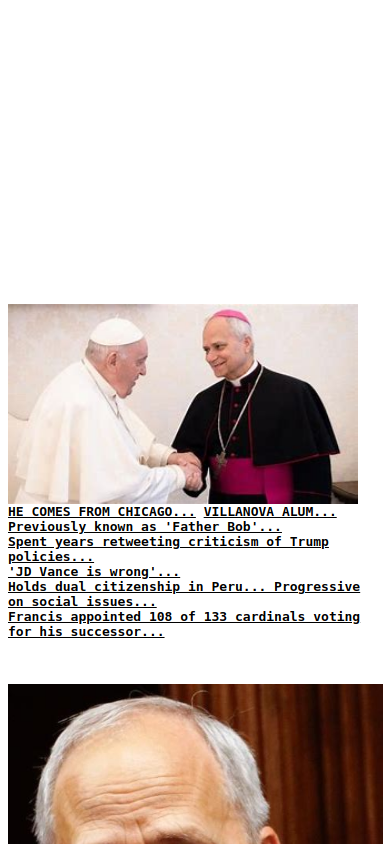 HE COMES FROM CHICAGO... VILLANOVA ALUM...
Previously known as 'Father Bob'...
Spent years retweeting criticism of Trump
policies...
'JD Vance is wrong'...
Holds dual citizenship in Peru... Progressive
on social issues...
Francis appointed 108 of 133 cardinals voting
for his successor...